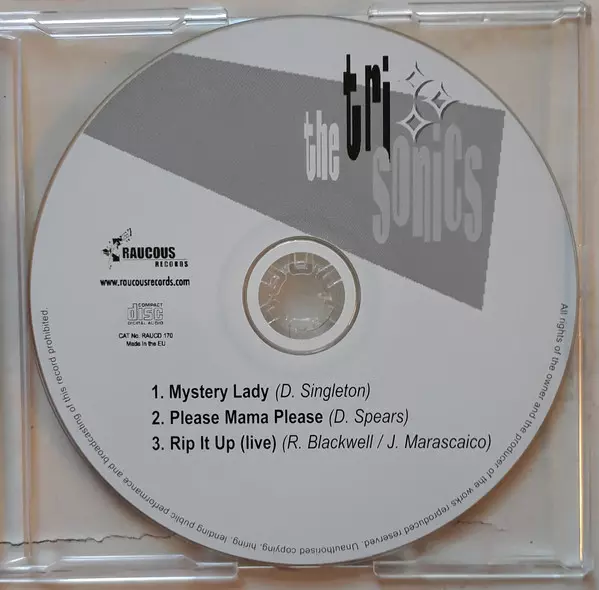 the tri
sonics
RAUCOUS
RECORDS
www.raucousrecords.com
COMPACT
disc
DIGITAL AUDIO
CAT No. RAUCD 170
Made in the EU
1. Mystery Lady (D. Singleton)
2. Please Mama Please (D. Spears)
3. Rip It Up (live) (R. Blackwell / J. Marascaico)
All rights of the owner and the producer of the works reproduced reserved. Unauthorised copying, hiring, lending public performance and broadcasting of this record prohibited.